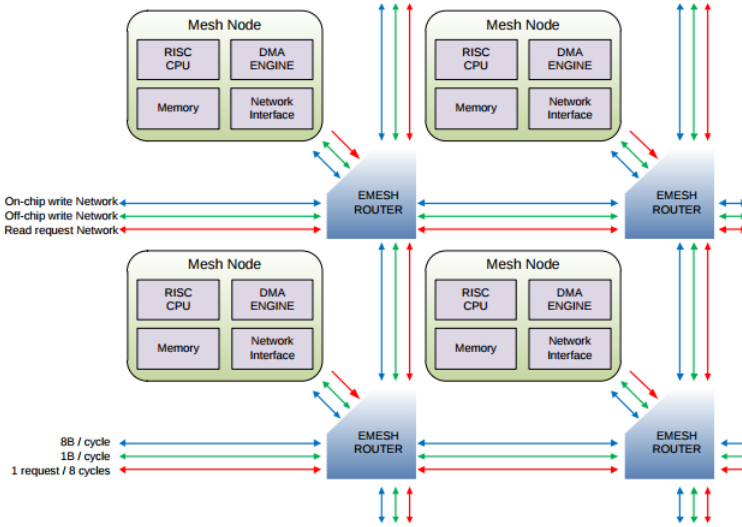 Mesh Node
RISC
CPU
DMA
ENGINE
Memory
Network
Interface
Mesh Node
RISC
CPU
DMA
ENGINE
Memory
Network
Interface
On-chip write Network
Off-chip write Network
Read request Network
EMESH
ROUTER
EMESH
ROUTER
Mesh Node
RISC
CPU
DMA
ENGINE
Memory
Network
Interface
Mesh Node
RISC
CPU
DMA
ENGINE
Memory
Network
Interface
8B / cycle
1B / cycle
1 request / 8 cycles
EMESH
ROUTER
EMESH
ROUTER